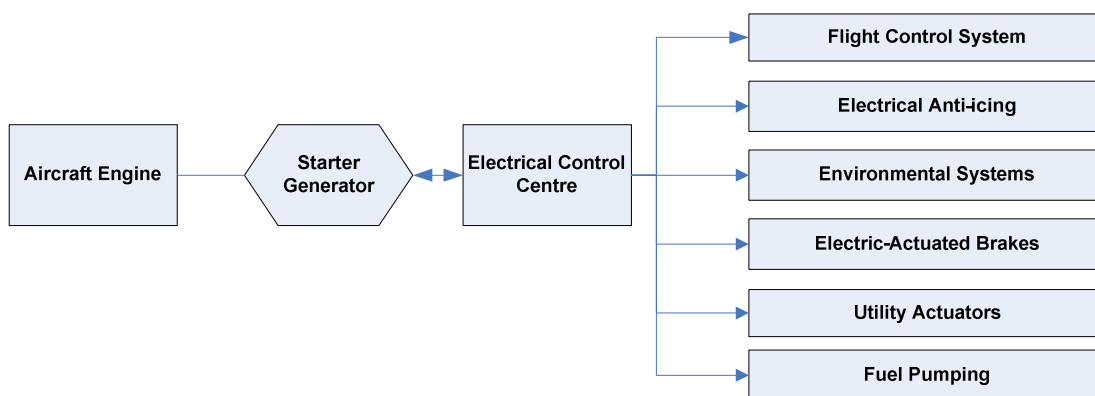 Aircraft Engine
Starter
Generator
Electrical Control
Centre
Flight Control System
Electrical Anti-icing
Environmental Systems
Electric-Actuated Brakes
Utility Actuators
Fuel Pumping